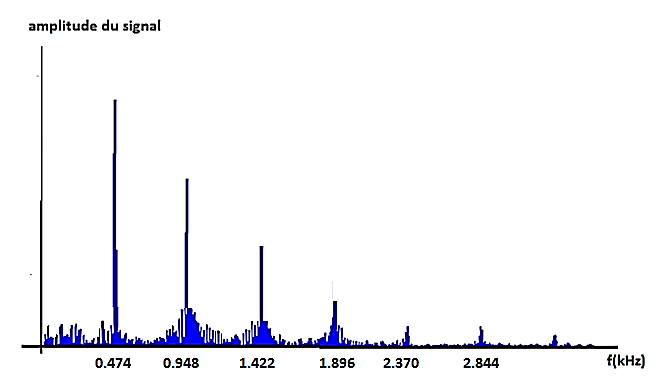 amplitude du signal
0.474 0.948 1.422 1.896 2.370 2.844 f(kHz)